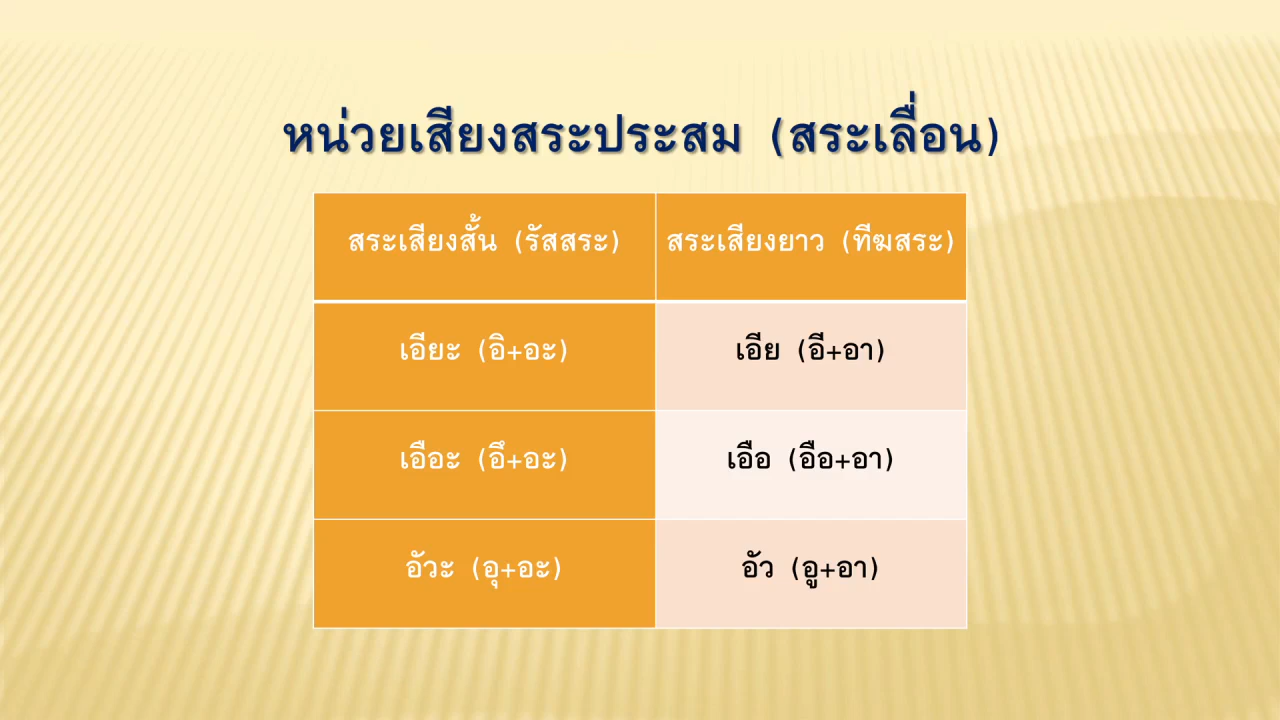 หน่วยเสียงสระประสม (สระเลื่อน)
สระเสียงสั้น (รัสสระ) สระเสียงยาว (ทีฆสระ)
เอียะ (อิ+อะ) เอีย (อี+อา)
เอือะ (อึ+อะ) เอือ (อือ+อา)
อัวะ (อุ+อะ) อัว (อู+อา)